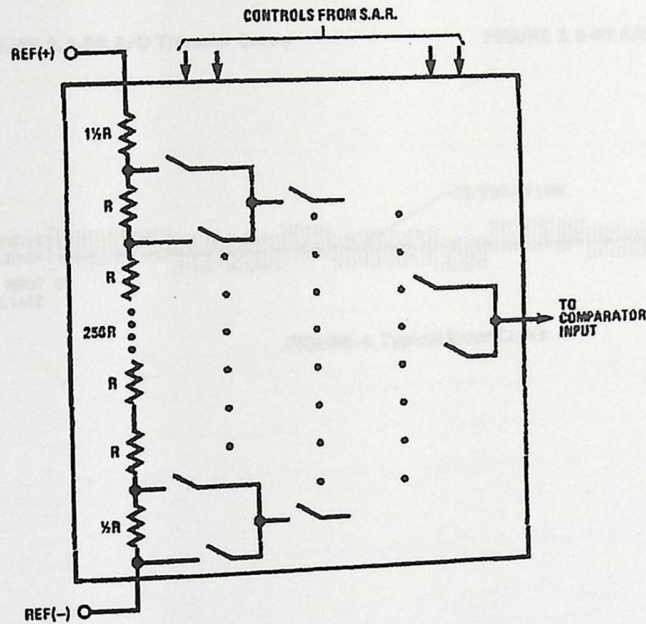 CONTROLS FROM S.A.R.
REF(+)
1½R
R
R
256R
R
R
½R
REF(−)
TO
COMPARATOR
INPUT